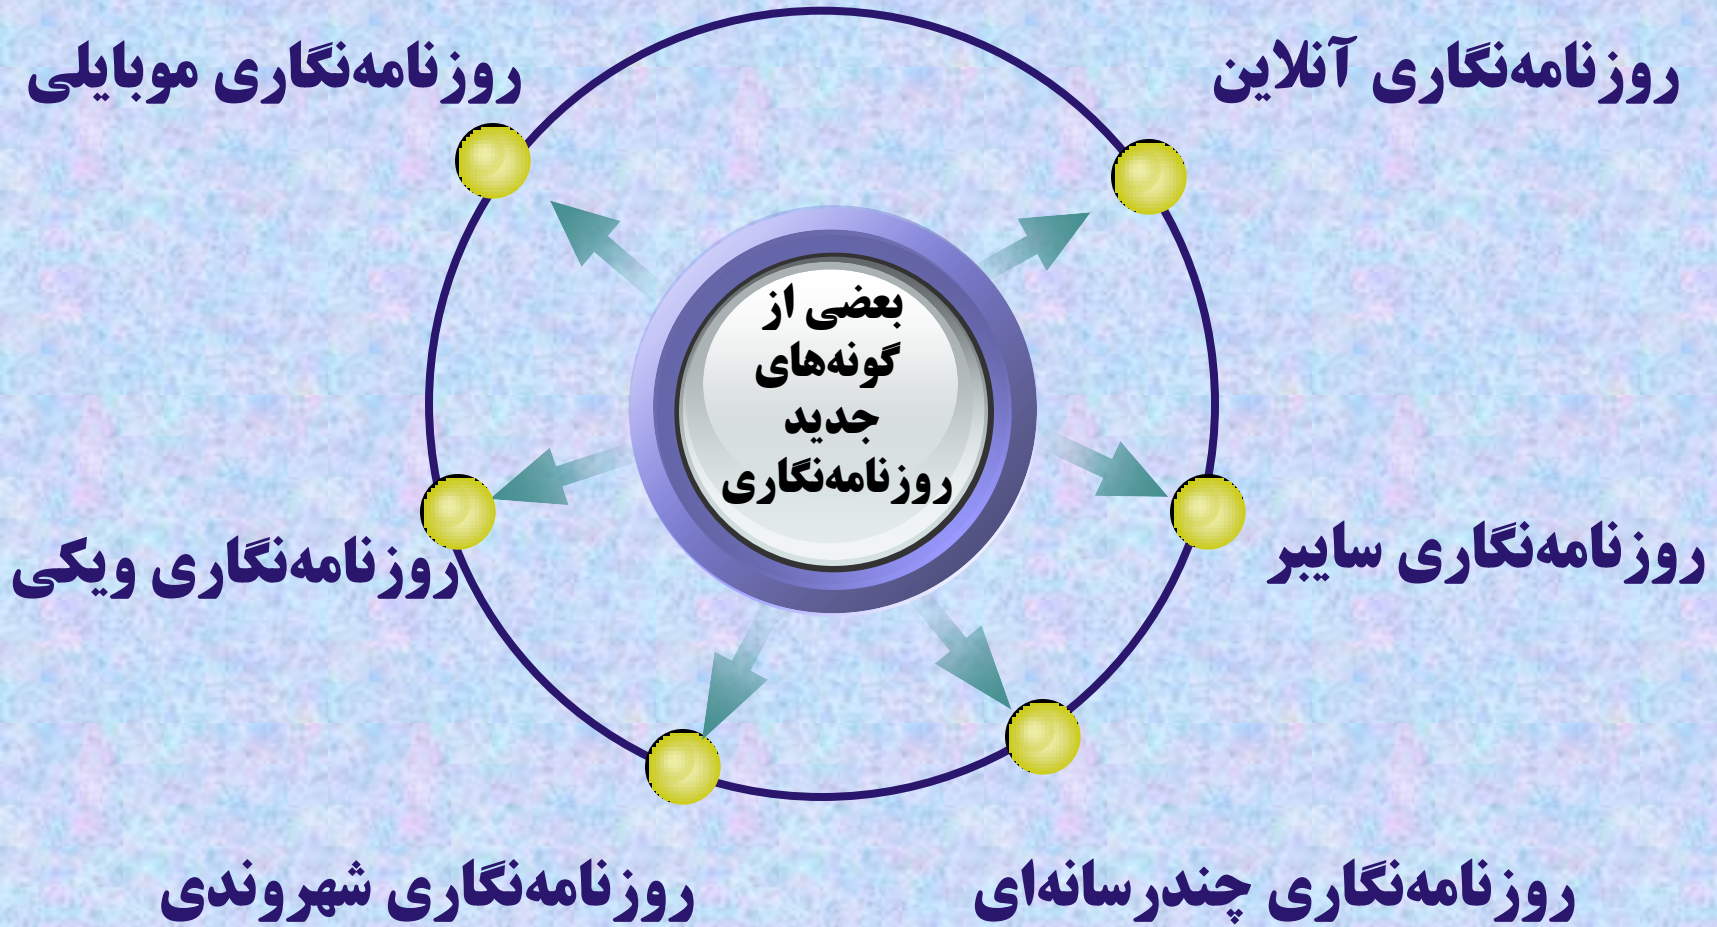 روزنامه‌نگاری آنلاین
روزنامه‌نگاری موبایلی
بعضی از
گونه‌های
جدید
روزنامه‌نگاری
روزنامه‌نگاری سایبر
روزنامه‌نگاری ویکی
روزنامه‌نگاری چندرسانه‌ای
روزنامه‌نگاری شهروندی